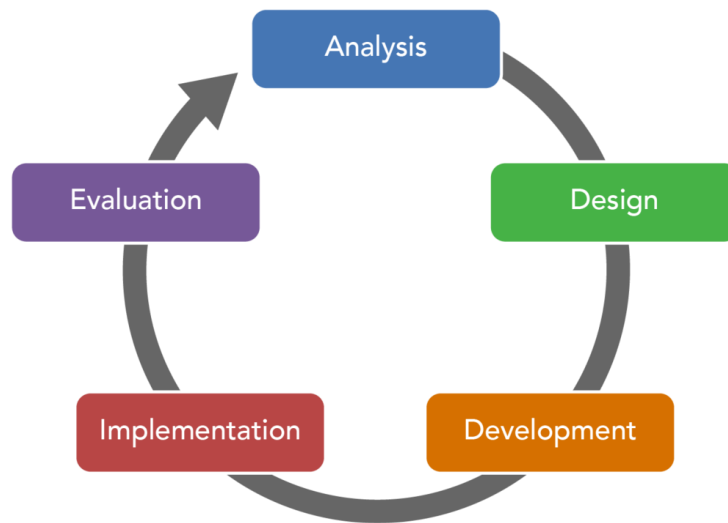 Analysis
Design
Development
Implementation
Evaluation